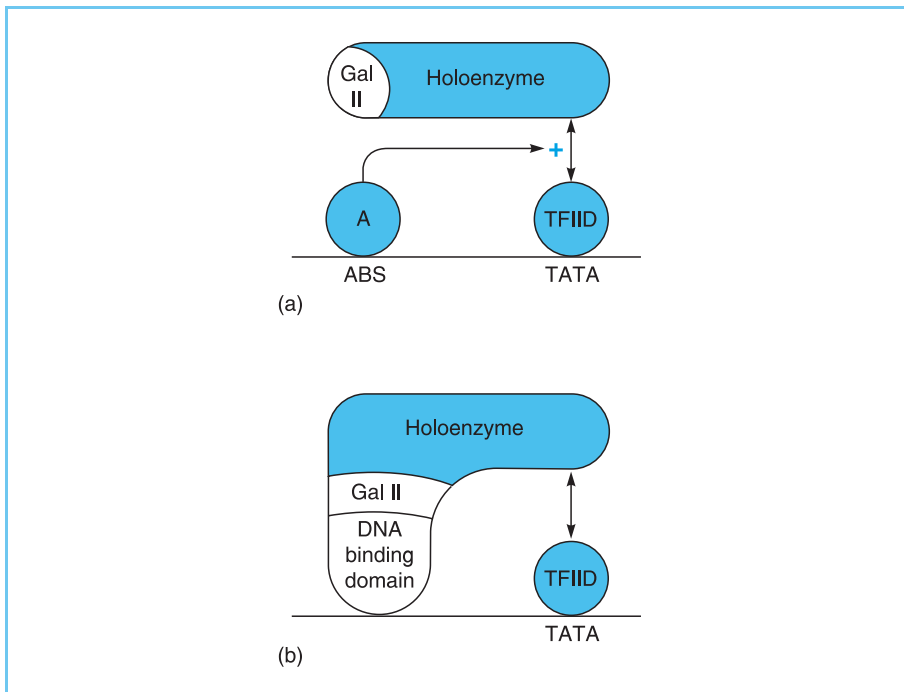 Gal
II
Holoenzyme
+
A
TFIID
ABS
TATA
(a)
Holoenzyme
Gal II
DNA
binding
domain
TFIID
TATA
(b)